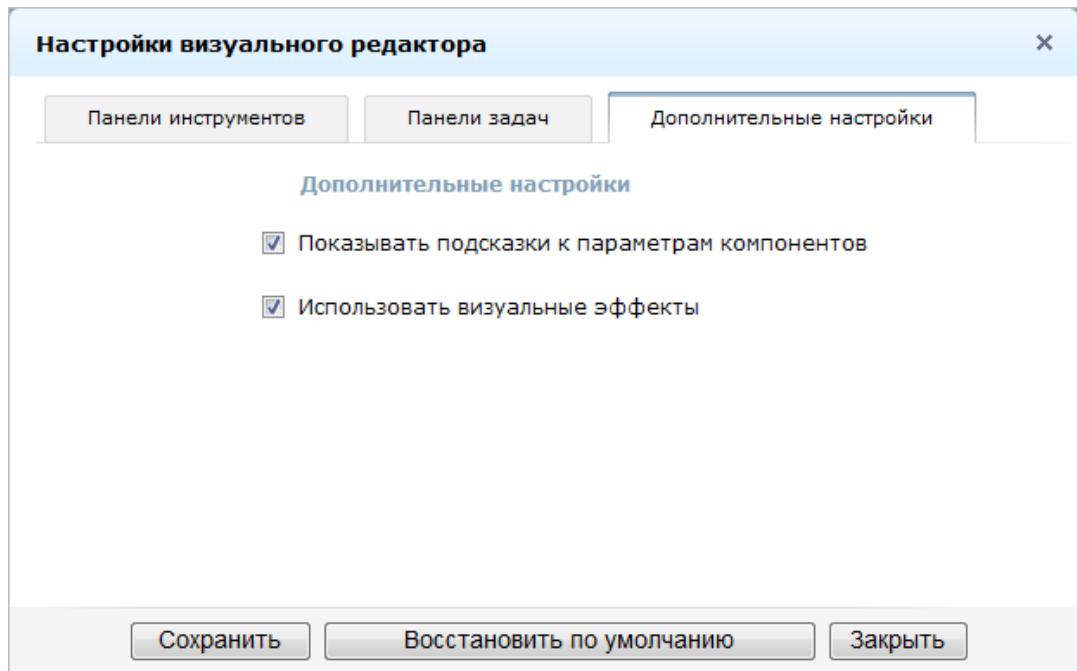 Настройки визуального редактора
Панели инструментов Панели задач Дополнительные настройки
Дополнительные настройки
Показывать подсказки к параметрам компонентов
Использовать визуальные эффекты
Сохранить Восстановить по умолчанию Закрыть